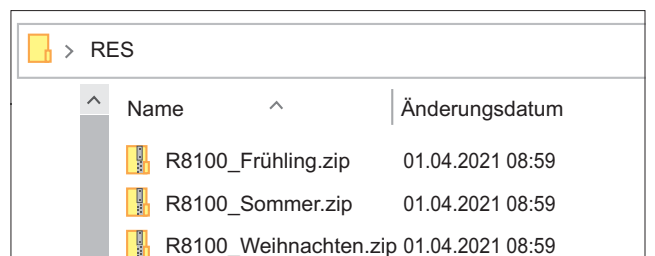 > RES
Name Änderungsdatum
R8100_Frühling.zip 01.04.2021 08:59
R8100_Sommer.zip 01.04.2021 08:59
R8100_Weihnachten.zip 01.04.2021 08:59